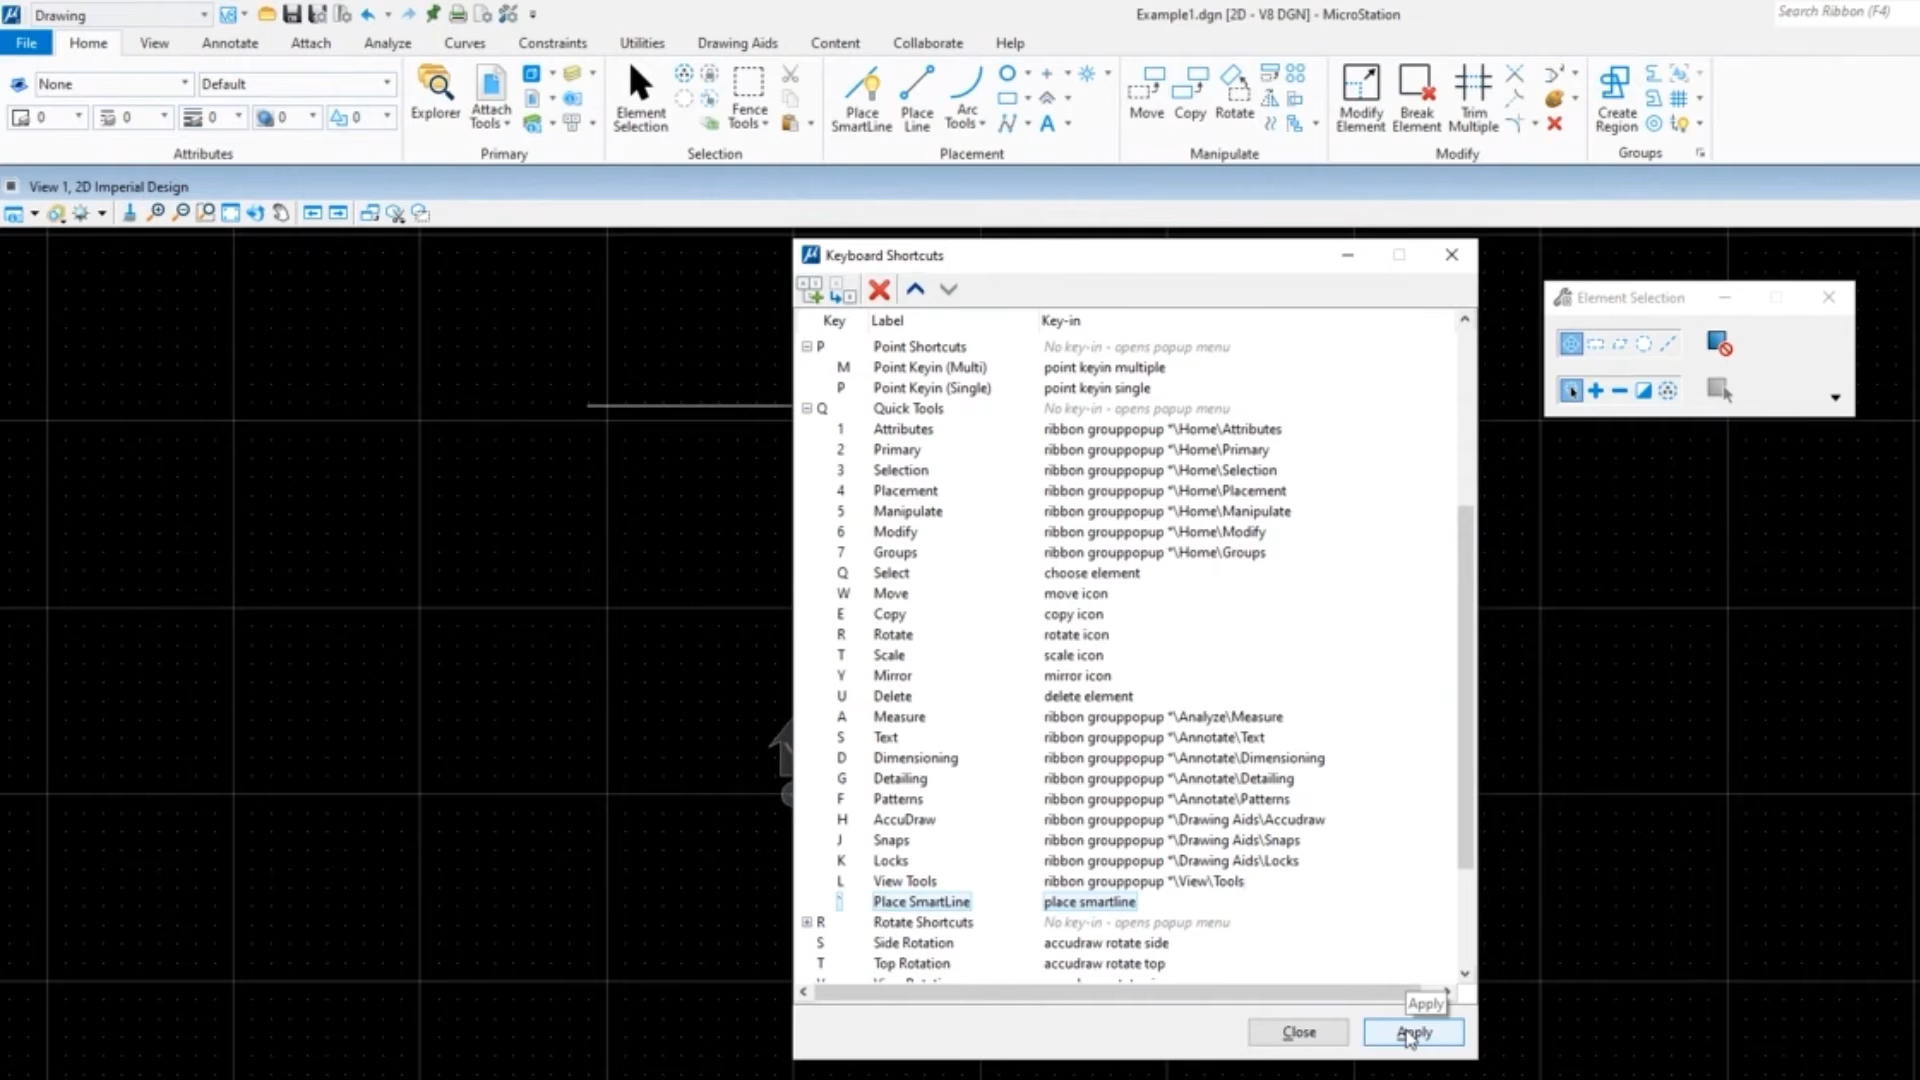 Drawing
Example1.dgn [2D - V8 DGN] - MicroStation
Search Ribbon (F4)
File Home View Annotate Attach Analyze Curves Constraints Utilities Drawing Aids Content Collaborate Help
None Default
0 0 0 0 0
Explorer
Attach Tools
Element Selection
Fence Tools
Place SmartLine
Place Line
Arc Tools
Move Copy Rotate
Modify Element
Break Element
Trim Multiple
Create Region
Attributes Primary Selection Placement Manipulate Modify Groups
View 1, 2D Imperial Design
Keyboard Shortcuts
Element Selection
Key Label Key-in
P Point Shortcuts No key-in - opens popup menu
M Point Keyin (Multi) point keyin multiple
P Point Keyin (Single) point keyin single
Q Quick Tools No key-in - opens popup menu
1 Attributes ribbon grouppopup *\Home\Attributes
2 Primary ribbon grouppopup *\Home\Primary
3 Selection ribbon grouppopup *\Home\Selection
4 Placement ribbon grouppopup *\Home\Placement
5 Manipulate ribbon grouppopup *\Home\Manipulate
6 Modify ribbon grouppopup *\Home\Modify
7 Groups ribbon grouppopup *\Home\Groups
Q Select choose element
W Move move icon
E Copy copy icon
R Rotate rotate icon
T Scale scale icon
Y Mirror mirror icon
U Delete delete element
A Measure ribbon grouppopup *\Analyze\Measure
S Text ribbon grouppopup *\Annotate\Text
D Dimensioning ribbon grouppopup *\Annotate\Dimensioning
G Detailing ribbon grouppopup *\Annotate\Detailing
F Patterns ribbon grouppopup *\Annotate\Patterns
H AccuDraw ribbon grouppopup *\Drawing Aids\Accudraw
J Snaps ribbon grouppopup *\Drawing Aids\Snaps
K Locks ribbon grouppopup *\Drawing Aids\Locks
L View Tools ribbon grouppopup *\View\Tools
` Place SmartLine place smartline
R Rotate Shortcuts No key-in - opens popup menu
S Side Rotation accudraw rotate side
T Top Rotation accudraw rotate top
Apply
Close Apply